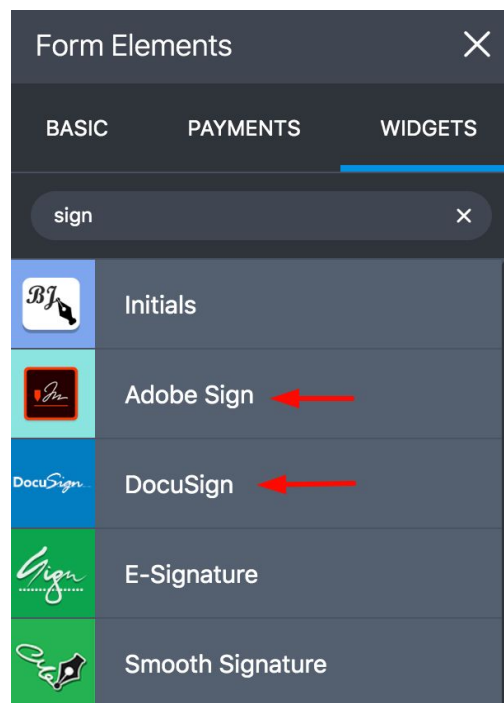 Form Elements
BASIC PAYMENTS WIDGETS
sign
BJ
Initials
Adobe Sign
DocuSign
DocuSign
Sign
E-Signature
Smooth Signature